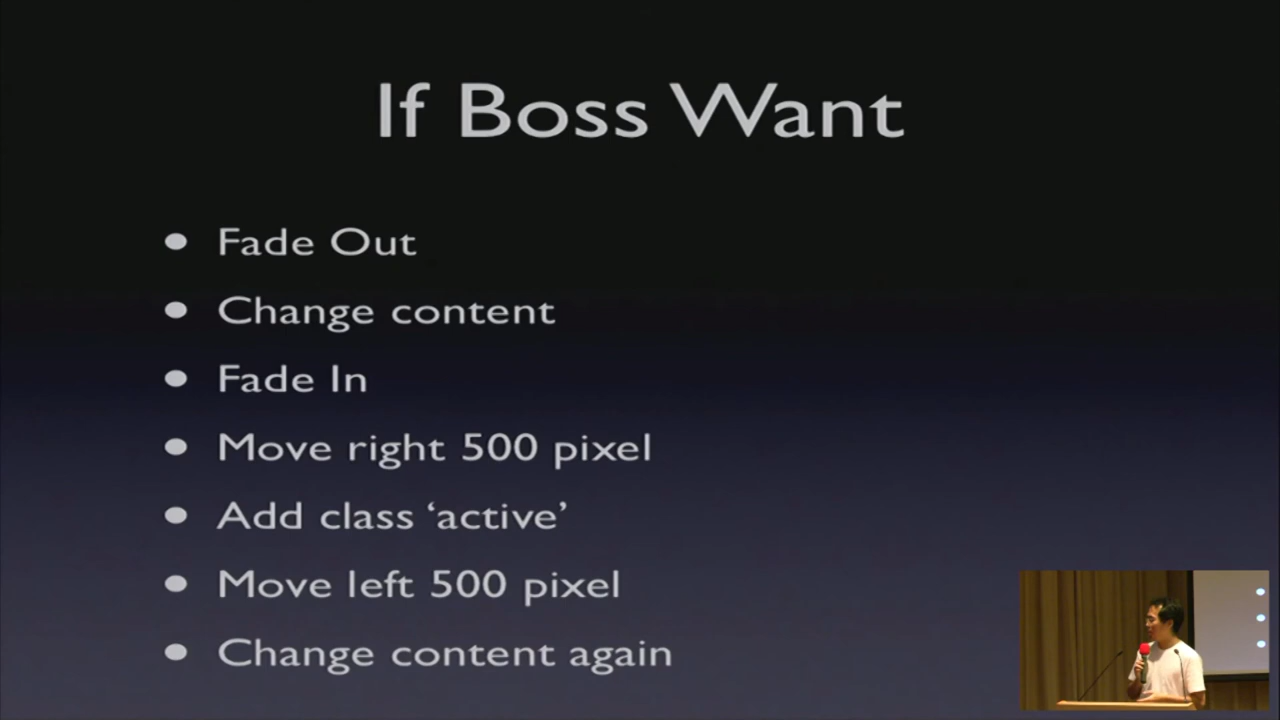 If Boss Want
• Fade Out
• Change content
• Fade In
• Move right 500 pixel
• Add class ‘active’
• Move left 500 pixel
• Change content again